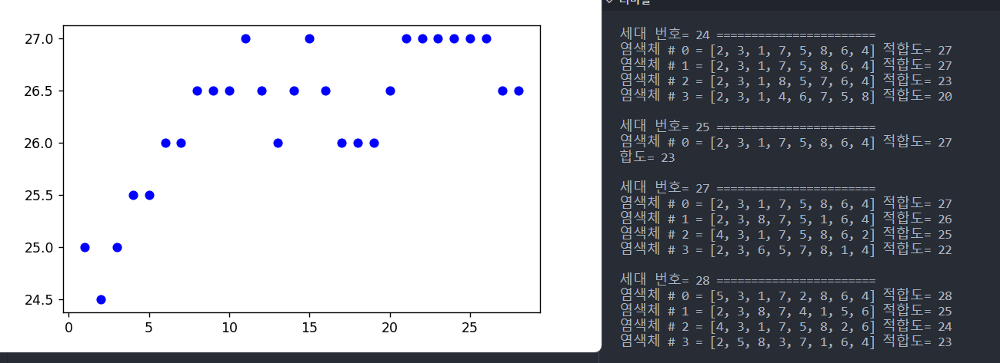 27.0
26.5
26.0
25.5
25.0
24.5
0 5 10 15 20 25
세대 번호= 24 =======================
염색체 # 0 = [2, 3, 1, 7, 5, 8, 6, 4] 적합도= 27
염색체 # 1 = [2, 3, 1, 7, 5, 8, 6, 4] 적합도= 27
염색체 # 2 = [2, 3, 1, 8, 5, 7, 6, 4] 적합도= 23
염색체 # 3 = [2, 3, 1, 4, 6, 7, 5, 8] 적합도= 20
세대 번호= 25 =======================
염색체 # 0 = [2, 3, 1, 7, 5, 8, 6, 4] 적합도= 27
합도= 23
세대 번호= 27 =======================
염색체 # 0 = [2, 3, 1, 7, 5, 8, 6, 4] 적합도= 27
염색체 # 1 = [2, 3, 8, 7, 5, 1, 6, 4] 적합도= 26
염색체 # 2 = [4, 3, 1, 7, 5, 8, 6, 2] 적합도= 25
염색체 # 3 = [2, 3, 6, 5, 7, 8, 1, 4] 적합도= 22
세대 번호= 28 =======================
염색체 # 0 = [5, 3, 1, 7, 2, 8, 6, 4] 적합도= 28
염색체 # 1 = [2, 3, 8, 7, 4, 1, 5, 6] 적합도= 25
염색체 # 2 = [4, 3, 1, 7, 5, 8, 2, 6] 적합도= 24
염색체 # 3 = [2, 5, 8, 3, 7, 1, 6, 4] 적합도= 23